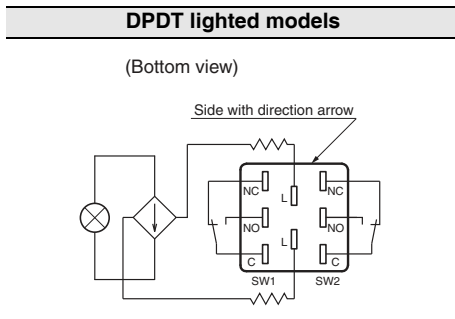 DPDT lighted models
(Bottom view)
Side with direction arrow
NC L NC
NO NO
L
C C
SW1 SW2